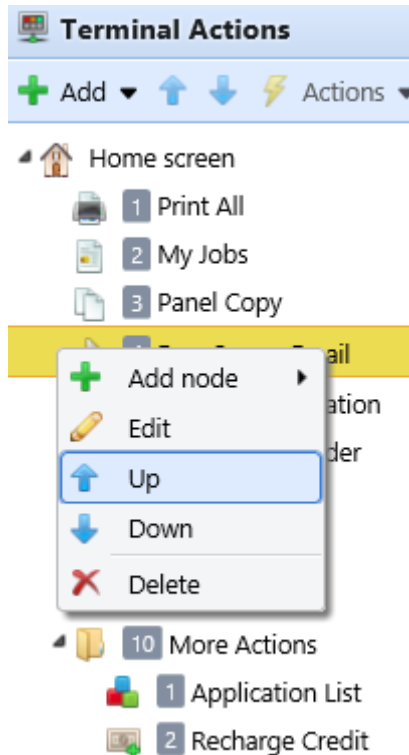 Terminal Actions
Add Actions
Home screen
1 Print All
2 My Jobs
3 Panel Copy
Add node
Edit
Up
Down
Delete
10 More Actions
1 Application List
2 Recharge Credit